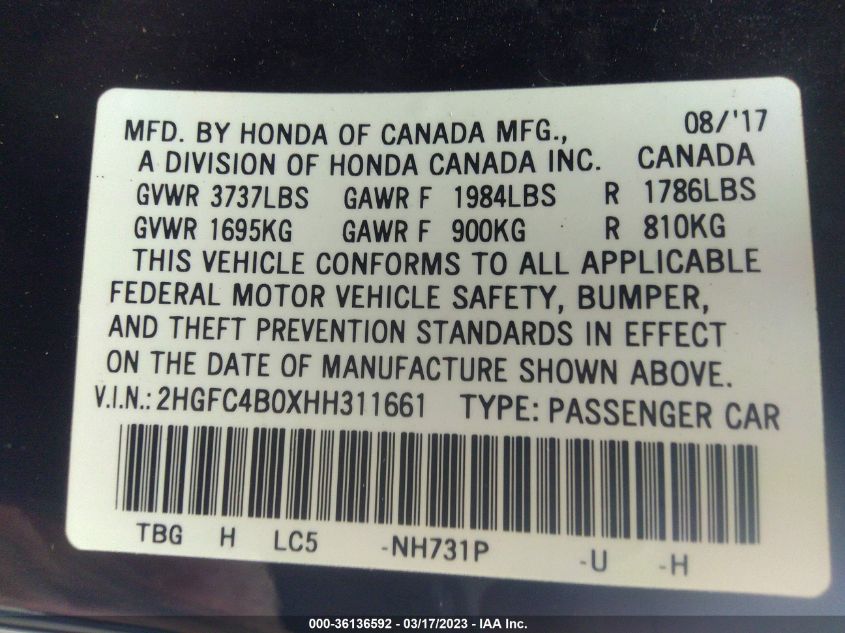 MFD. BY HONDA OF CANADA MFG., 08/'17
A DIVISION OF HONDA CANADA INC. CANADA
GVWR 3737LBS GAWR F 1984LBS R 1786LBS
GVWR 1695KG GAWR F 900KG R 810KG
THIS VEHICLE CONFORMS TO ALL APPLICABLE
FEDERAL MOTOR VEHICLE SAFETY, BUMPER,
AND THEFT PREVENTION STANDARDS IN EFFECT
ON THE DATE OF MANUFACTURE SHOWN ABOVE.
V.I.N.: 2HGFC4B0XHH311661 TYPE: PASSENGER CAR
TBG H LC5 -NH731P -U -H
000-36136592 - 03/17/2023 - IAA Inc.